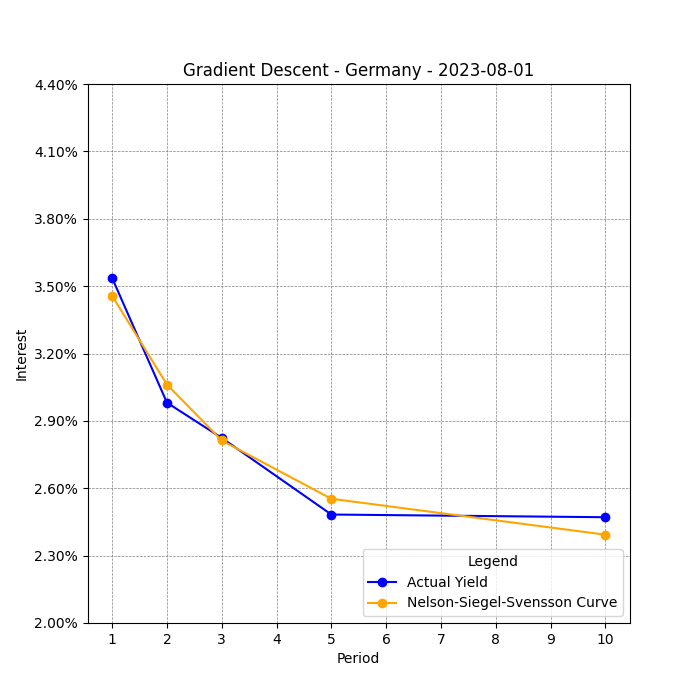 Gradient Descent - Germany - 2023-08-01
4.40%
4.10%
3.80%
3.50%
3.20%
2.90%
2.60%
2.30%
2.00%
Interest
Legend
Actual Yield
Nelson-Siegel-Svensson Curve
1 2 3 4 5 6 7 8 9 10
Period